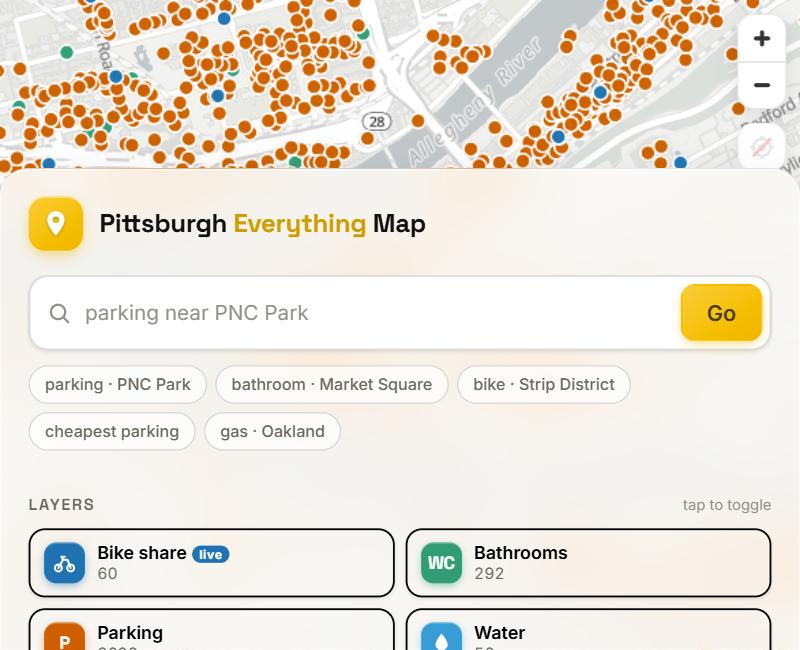 Road
28
Allegheny River
Bedford A
Pittsburgh Everything Map
parking near PNC Park
Go
parking · PNC Park
bathroom · Market Square
bike · Strip District
cheapest parking
gas · Oakland
LAYERS
tap to toggle
Bike share live
60
WC
Bathrooms
292
P
Parking
Water